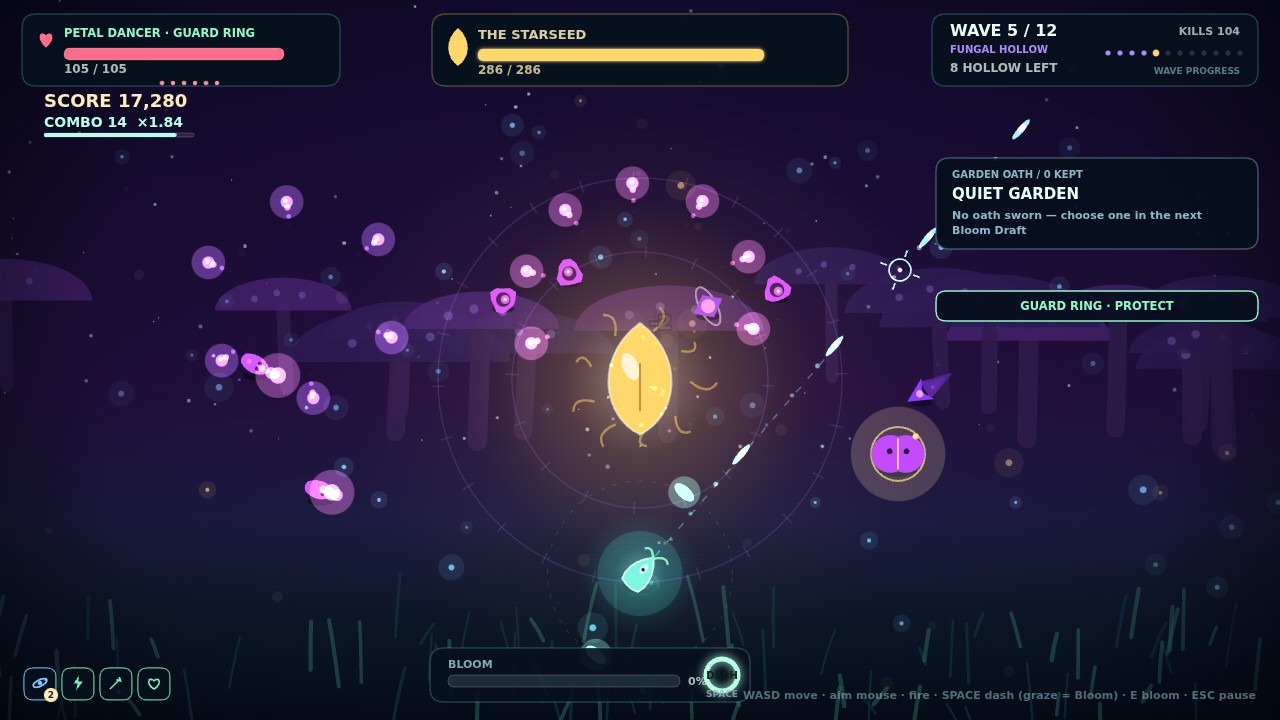 PETAL DANCER · GUARD RING
105 / 105
SCORE 17,280
COMBO 14 ×1.84
THE STARSEED
286 / 286
WAVE 5 / 12
KILLS 104
FUNGAL HOLLOW
8 HOLLOW LEFT
WAVE PROGRESS
GARDEN OATH / 0 KEPT
QUIET GARDEN
No oath sworn — choose one in the next
Bloom Draft
GUARD RING · PROTECT
-2
BLOOM
0%
DASH
SPACE
WASD move · aim mouse · fire · SPACE dash (graze = Bloom) · E bloom · ESC pause
2